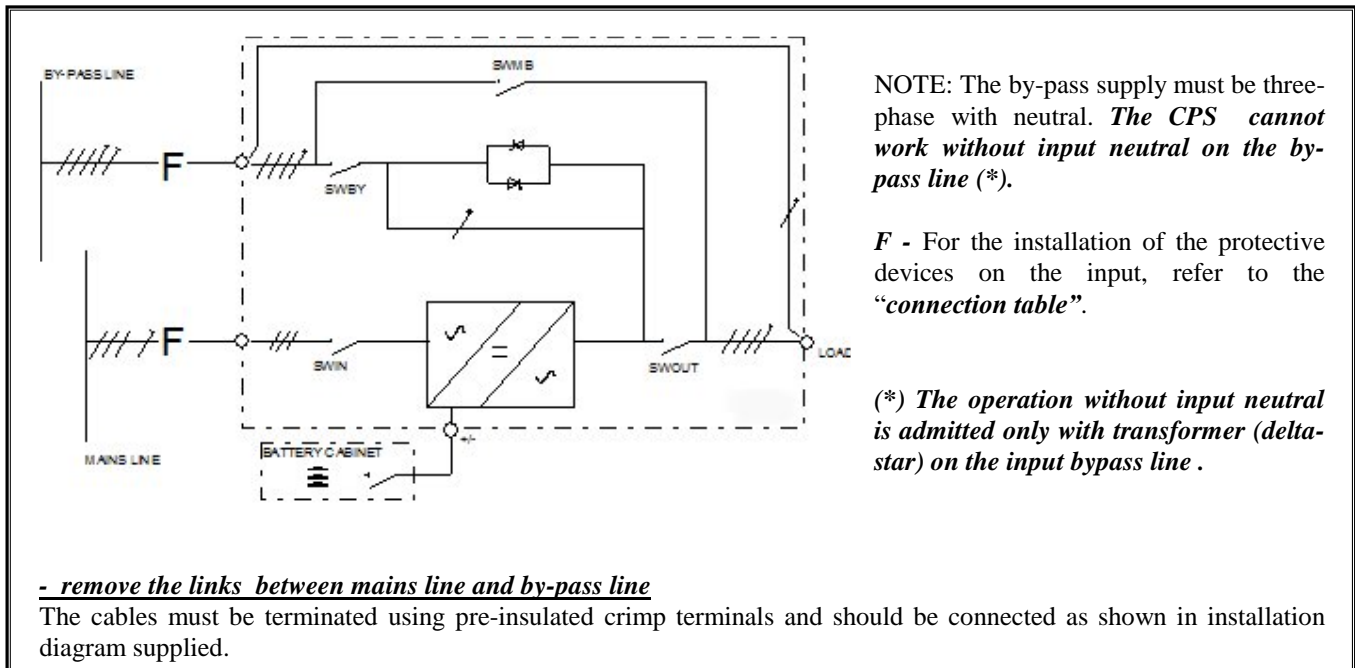 BY-PASS LINE
SWMB
F
SWBY
F
SWIN
SWOUT
LOAD
+/-
MAINS LINE
BATTERY CABINET
NOTE: The by-pass supply must be three-
phase with neutral. The CPS cannot
work without input neutral on the by-
pass line (*).
F - For the installation of the protective
devices on the input, refer to the
“connection table”.
(*) The operation without input neutral
is admitted only with transformer (delta-
star) on the input bypass line .
- remove the links between mains line and by-pass line
The cables must be terminated using pre-insulated crimp terminals and should be connected as shown in installation
diagram supplied.